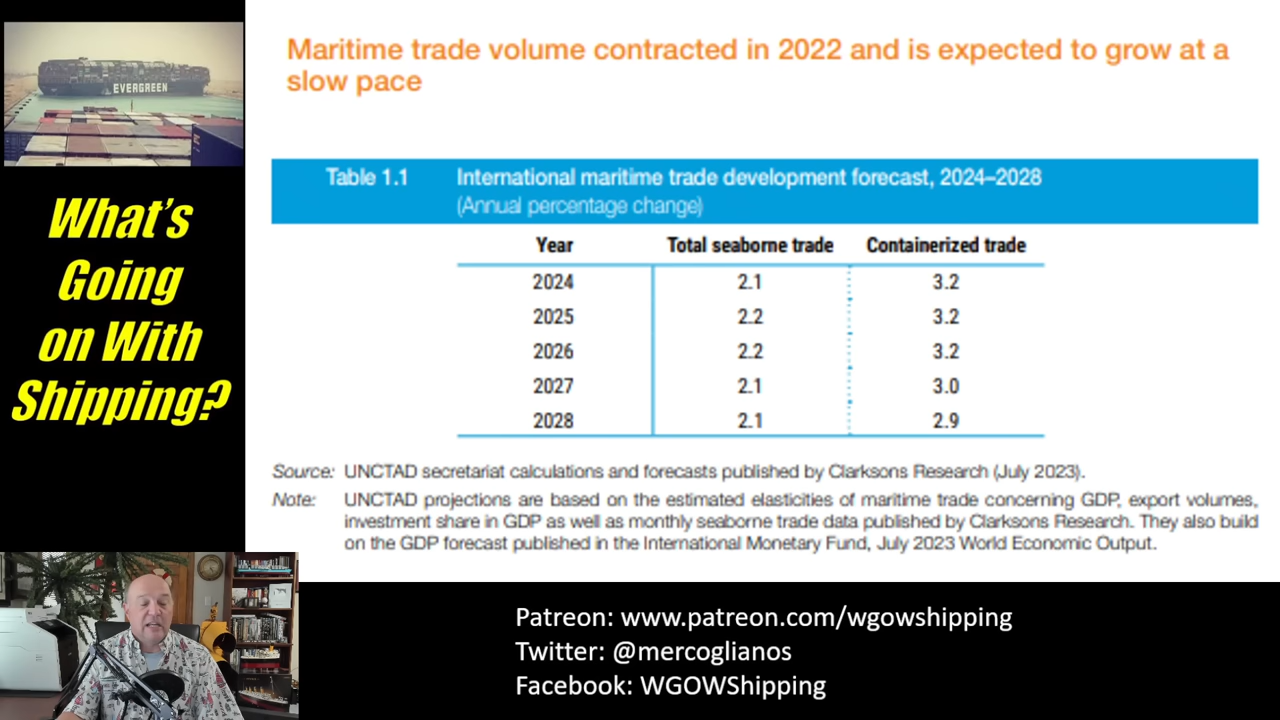 EVERGREEN
What's
Going
on With
Shipping?
Maritime trade volume contracted in 2022 and is expected to grow at a
slow pace
Table 1.1 International maritime trade development forecast, 2024–2028
(Annual percentage change)
Year Total seaborne trade Containerized trade
2024 2.1 3.2
2025 2.2 3.2
2026 2.2 3.2
2027 2.1 3.0
2028 2.1 2.9
Source: UNCTAD secretariat calculations and forecasts published by Clarksons Research (July 2023).
Note: UNCTAD projections are based on the estimated elasticities of maritime trade concerning GDP, export volumes,
investment share in GDP as well as monthly seaborne trade data published by Clarksons Research. They also build
on the GDP forecast published in the International Monetary Fund, July 2023 World Economic Output.
Patreon: www.patreon.com/wgowshipping
Twitter: @mercoglianos
Facebook: WGOWShipping